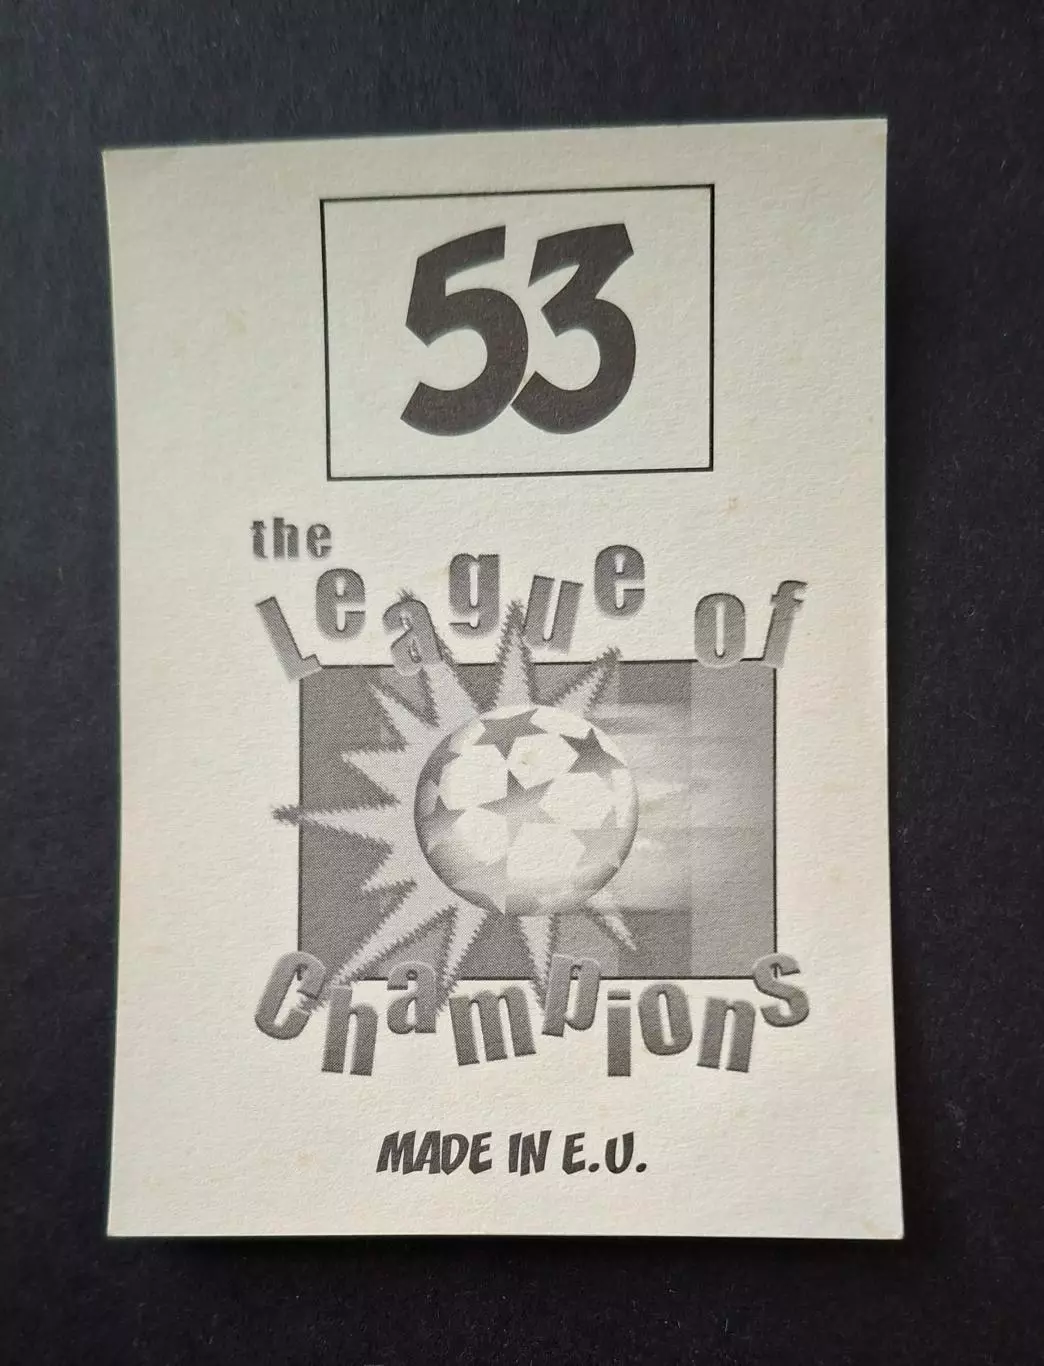 53
the
League of
Champions
MADE IN E.U.